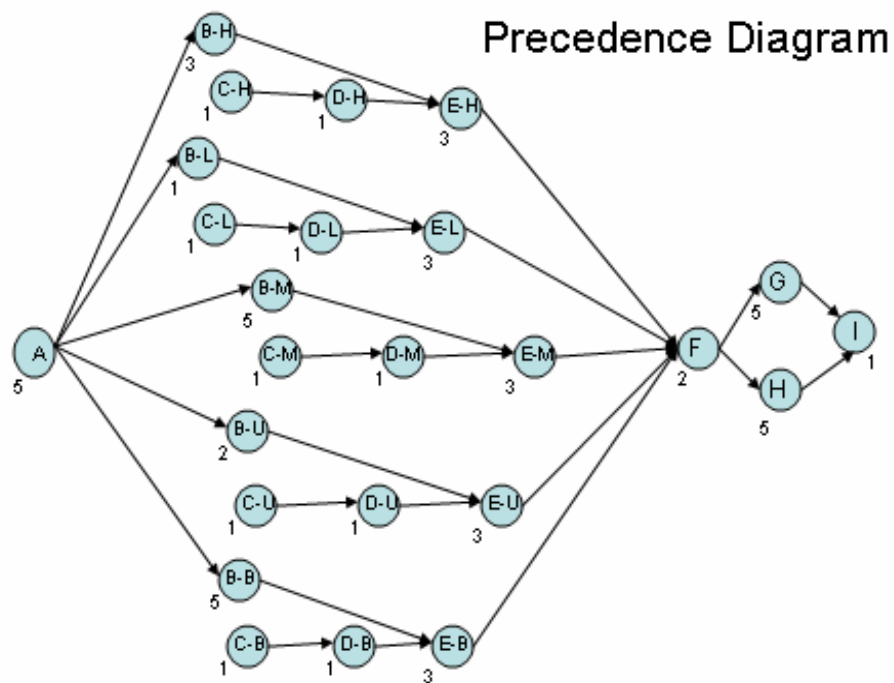 Precedence Diagram
B-H
3
C-H
1
D-H
1
E-H
3
B-L
1
C-L
1
D-L
1
E-L
3
B-M
5
C-M
1
D-M
1
E-M
3
A
5
B-U
2
C-U
1
D-U
1
E-U
3
B-B
5
C-B
1
D-B
1
E-B
3
F
2
G
5
H
5
I
1